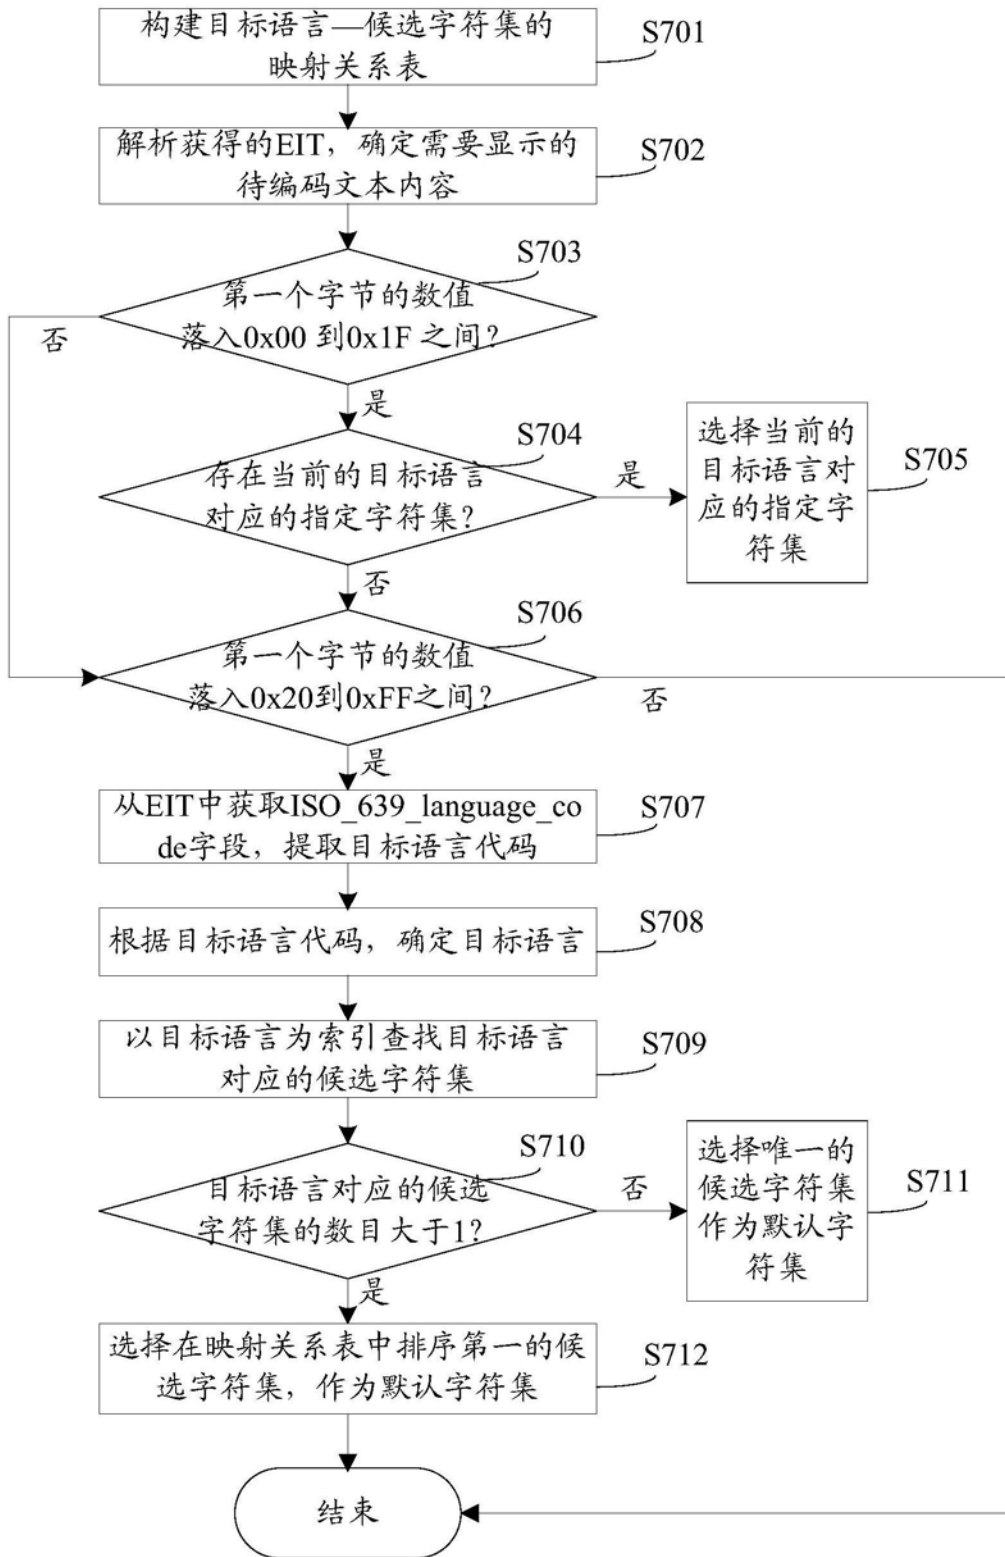 构建目标语言—候选字符集的
映射关系表
S701
解析获得的EIT，确定需要显示的
待编码文本内容
S702
S703
第一个字节的数值
落入0x00 到0x1F 之间?
否
是
S704
存在当前的目标语言
对应的指定字符集?
是
选择当前的
目标语言对
应的指定字
符集
S705
否
S706
第一个字节的数值
落入0x20到0xFF之间?
否
是
从EIT中获取ISO_639_language_co
de字段，提取目标语言代码
S707
根据目标语言代码，确定目标语言
S708
以目标语言为索引查找目标语言
对应的候选字符集
S709
S710
目标语言对应的候选
字符集的数目大于1?
否
选择唯一的
候选字符集
作为默认字
符集
S711
是
选择在映射关系表中排序第一的候
选字符集，作为默认字符集
S712
结束